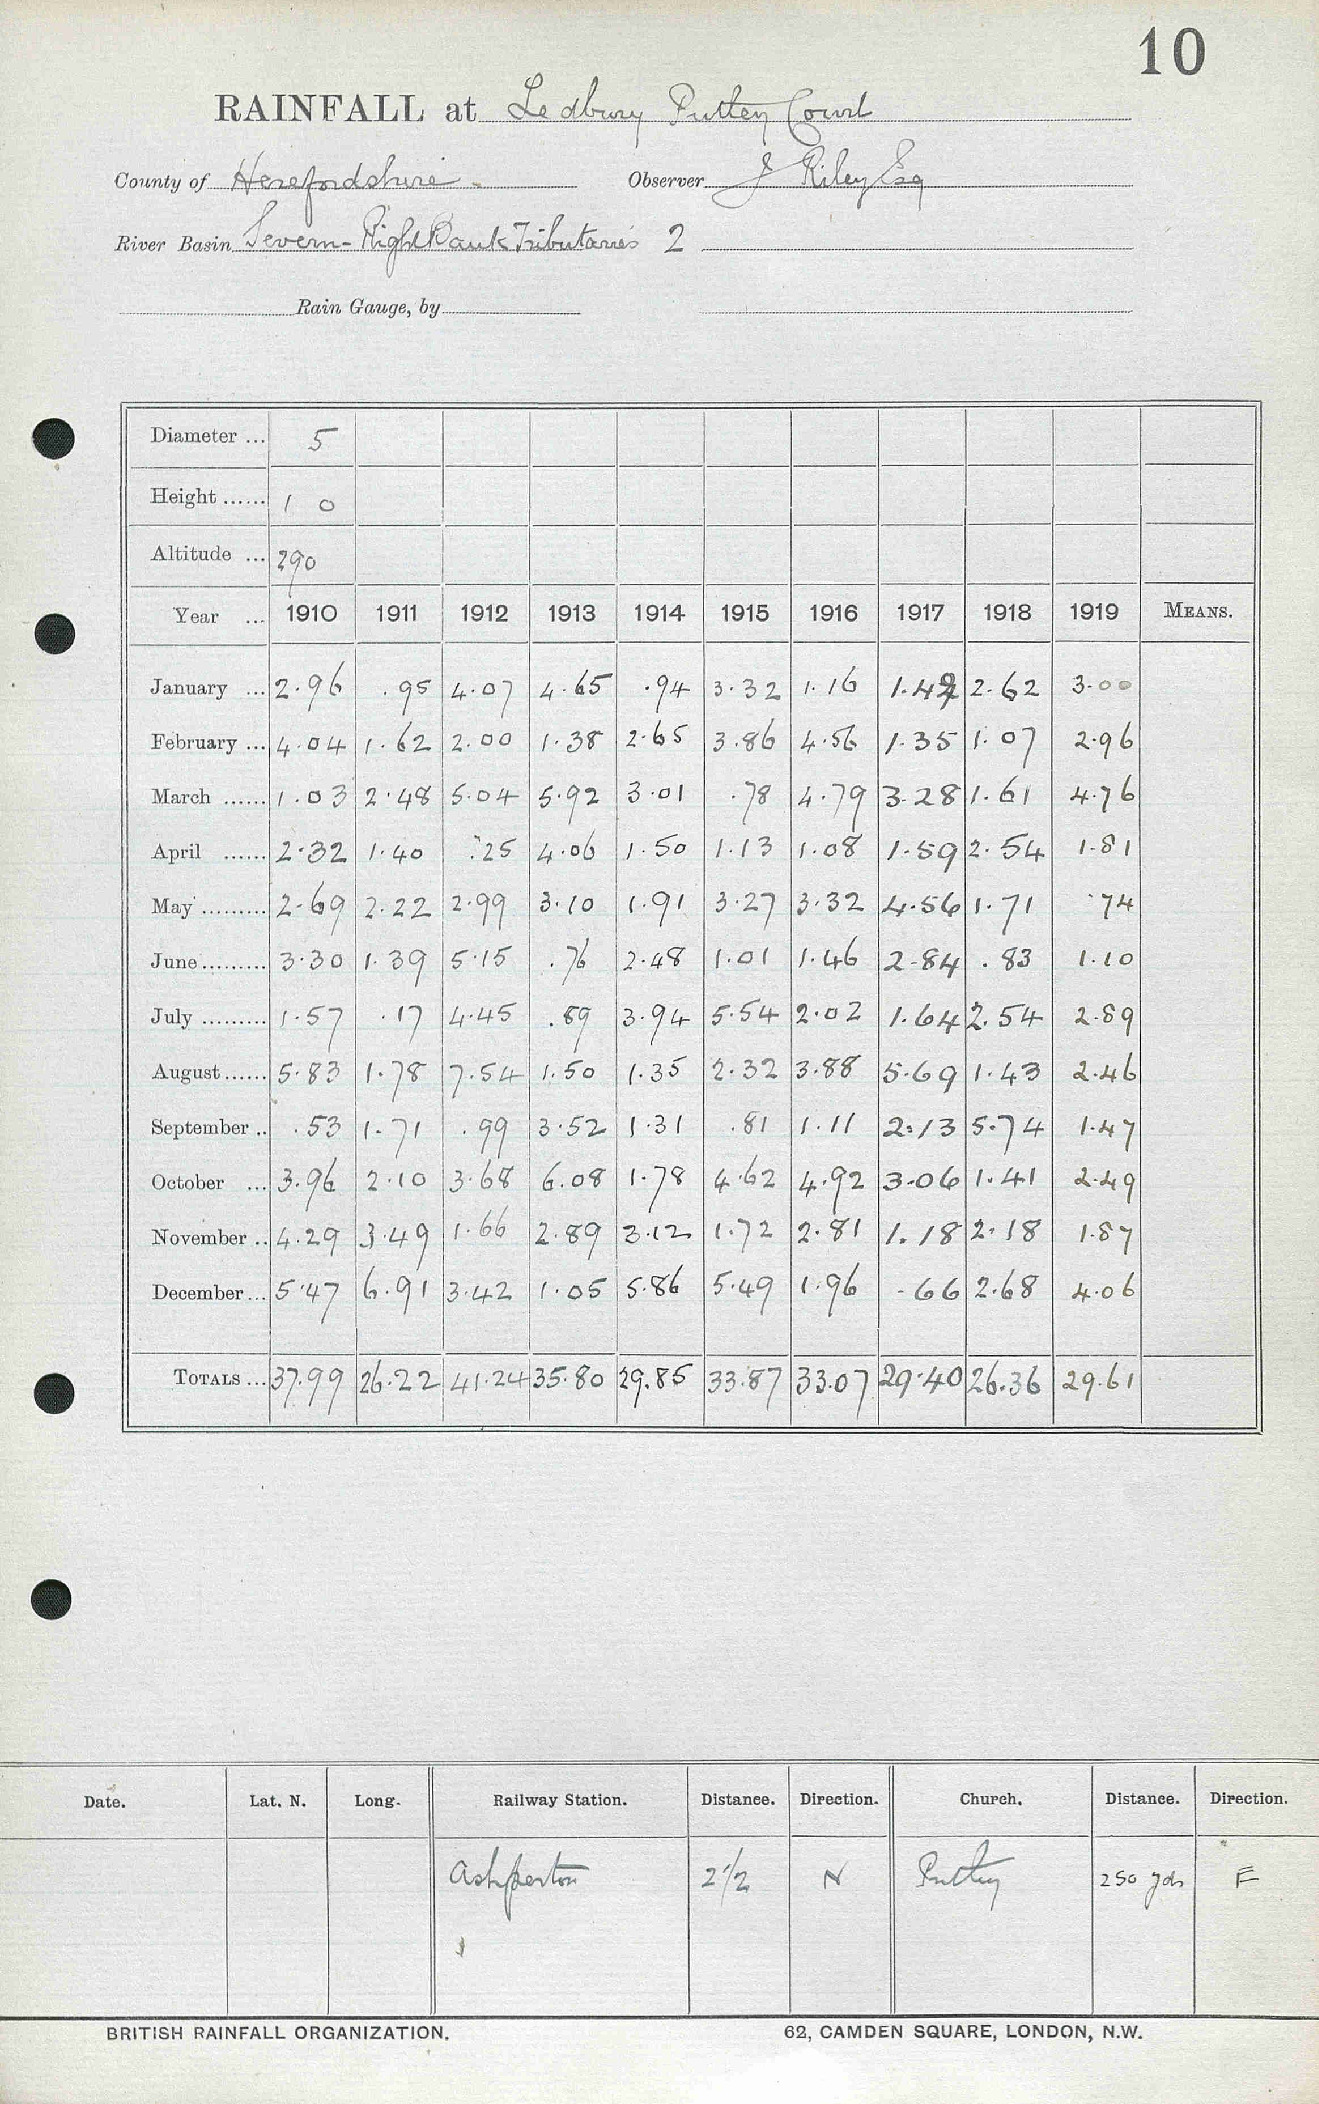 10
RAINFALL at Ledbury Putley Court
County of Herefordshire. Observer J Riley Esq
River Basin Severn - Right Bank Tributaries 2
Rain Gauge, by
Diameter ... 5
Height ...... 1 0
Altitude ... 290
Year ... 1910 1911 1912 1913 1914 1915 1916 1917 1918 1919 MEANS.
January ... 2.96 .95 4.07 4.65 .94 3.32 1.16 1.42 2.62 3.00
February ... 4.04 1.62 2.00 1.38 2.65 3.86 4.56 1.35 1.07 2.96
March ...... 1.03 2.48 5.04 5.92 3.01 .78 4.79 3.28 1.61 4.76
April ...... 2.32 1.40 .25 4.06 1.50 1.13 1.08 1.59 2.54 1.81
May ......... 2.69 2.22 2.99 3.10 1.91 3.27 3.32 4.56 1.71 .74
June ......... 3.30 1.39 5.15 .76 2.48 1.01 1.46 2.84 .83 1.10
July ......... 1.57 .17 4.45 .89 3.94 5.54 2.02 1.64 2.54 2.89
August ...... 5.83 1.78 7.54 1.50 1.35 2.32 3.88 5.69 1.43 2.46
September .. .53 1.71 .99 3.52 1.31 .81 1.11 2.13 5.74 1.47
October ... 3.96 2.10 3.68 6.08 1.78 4.62 4.92 3.06 1.41 2.49
November .. 4.29 3.49 1.66 2.89 3.12 1.72 2.81 1.18 2.18 1.87
December ... 5.47 6.91 3.42 1.05 5.86 5.49 1.96 .66 2.68 4.06
TOTALS ... 37.99 26.22 41.24 35.80 29.85 33.87 33.07 29.40 26.36 29.61
Date. Lat. N. Long. Railway Station. Distance. Direction. Church. Distance. Direction.
Ashperton 2½ N Putley 250 yds E
BRITISH RAINFALL ORGANIZATION. 62, CAMDEN SQUARE, LONDON, N.W.